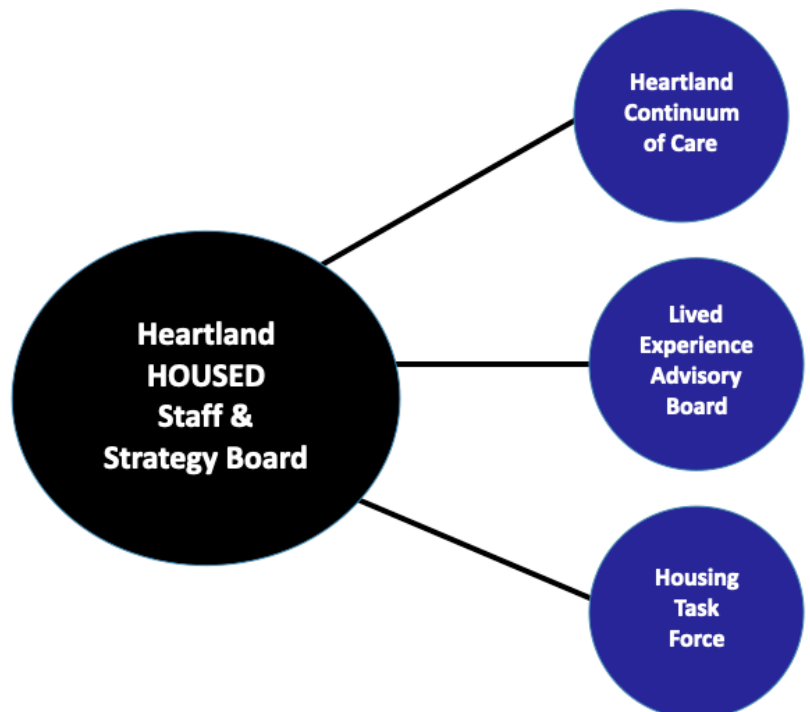 Heartland
Continuum
of Care
Heartland
HOUSED
Staff &
Strategy Board
Lived
Experience
Advisory
Board
Housing
Task
Force